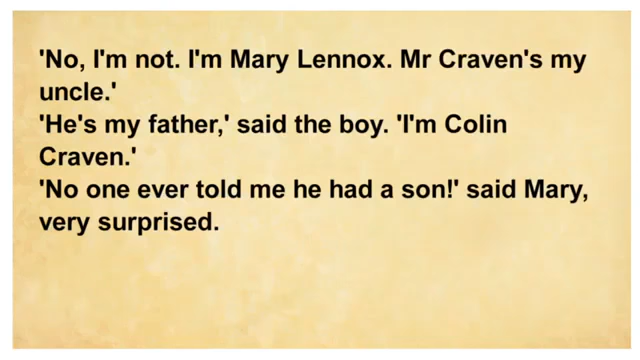 'No, I'm not. I'm Mary Lennox. Mr Craven's my
uncle.'
'He's my father,' said the boy. 'I'm Colin
Craven.'
'No one ever told me he had a son!' said Mary,
very surprised.